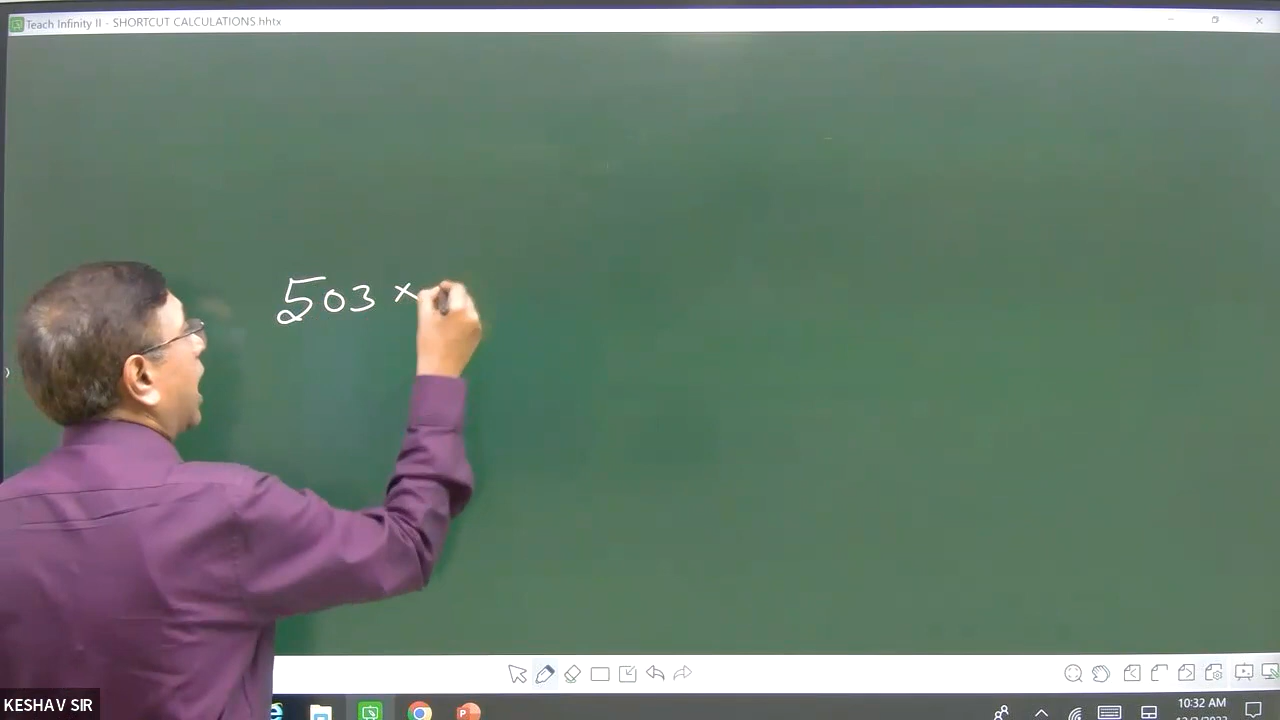 Teach Infinity II - SHORTCUT CALCULATIONS hhtx
503 ×
KESHAV SIR
10:32 AM